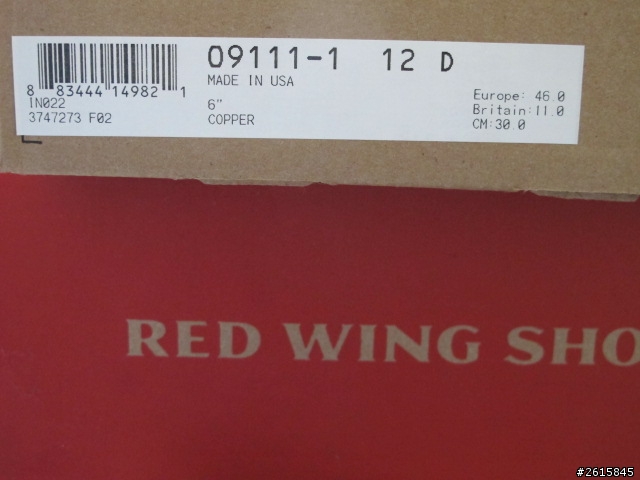 09111-1 12 D
MADE IN USA
8 83444 14982 1
IN022
3747273 F02
6"
COPPER
Europe: 46.0
Britain:11.0
CM:30.0
RED WING SHO
#2615845